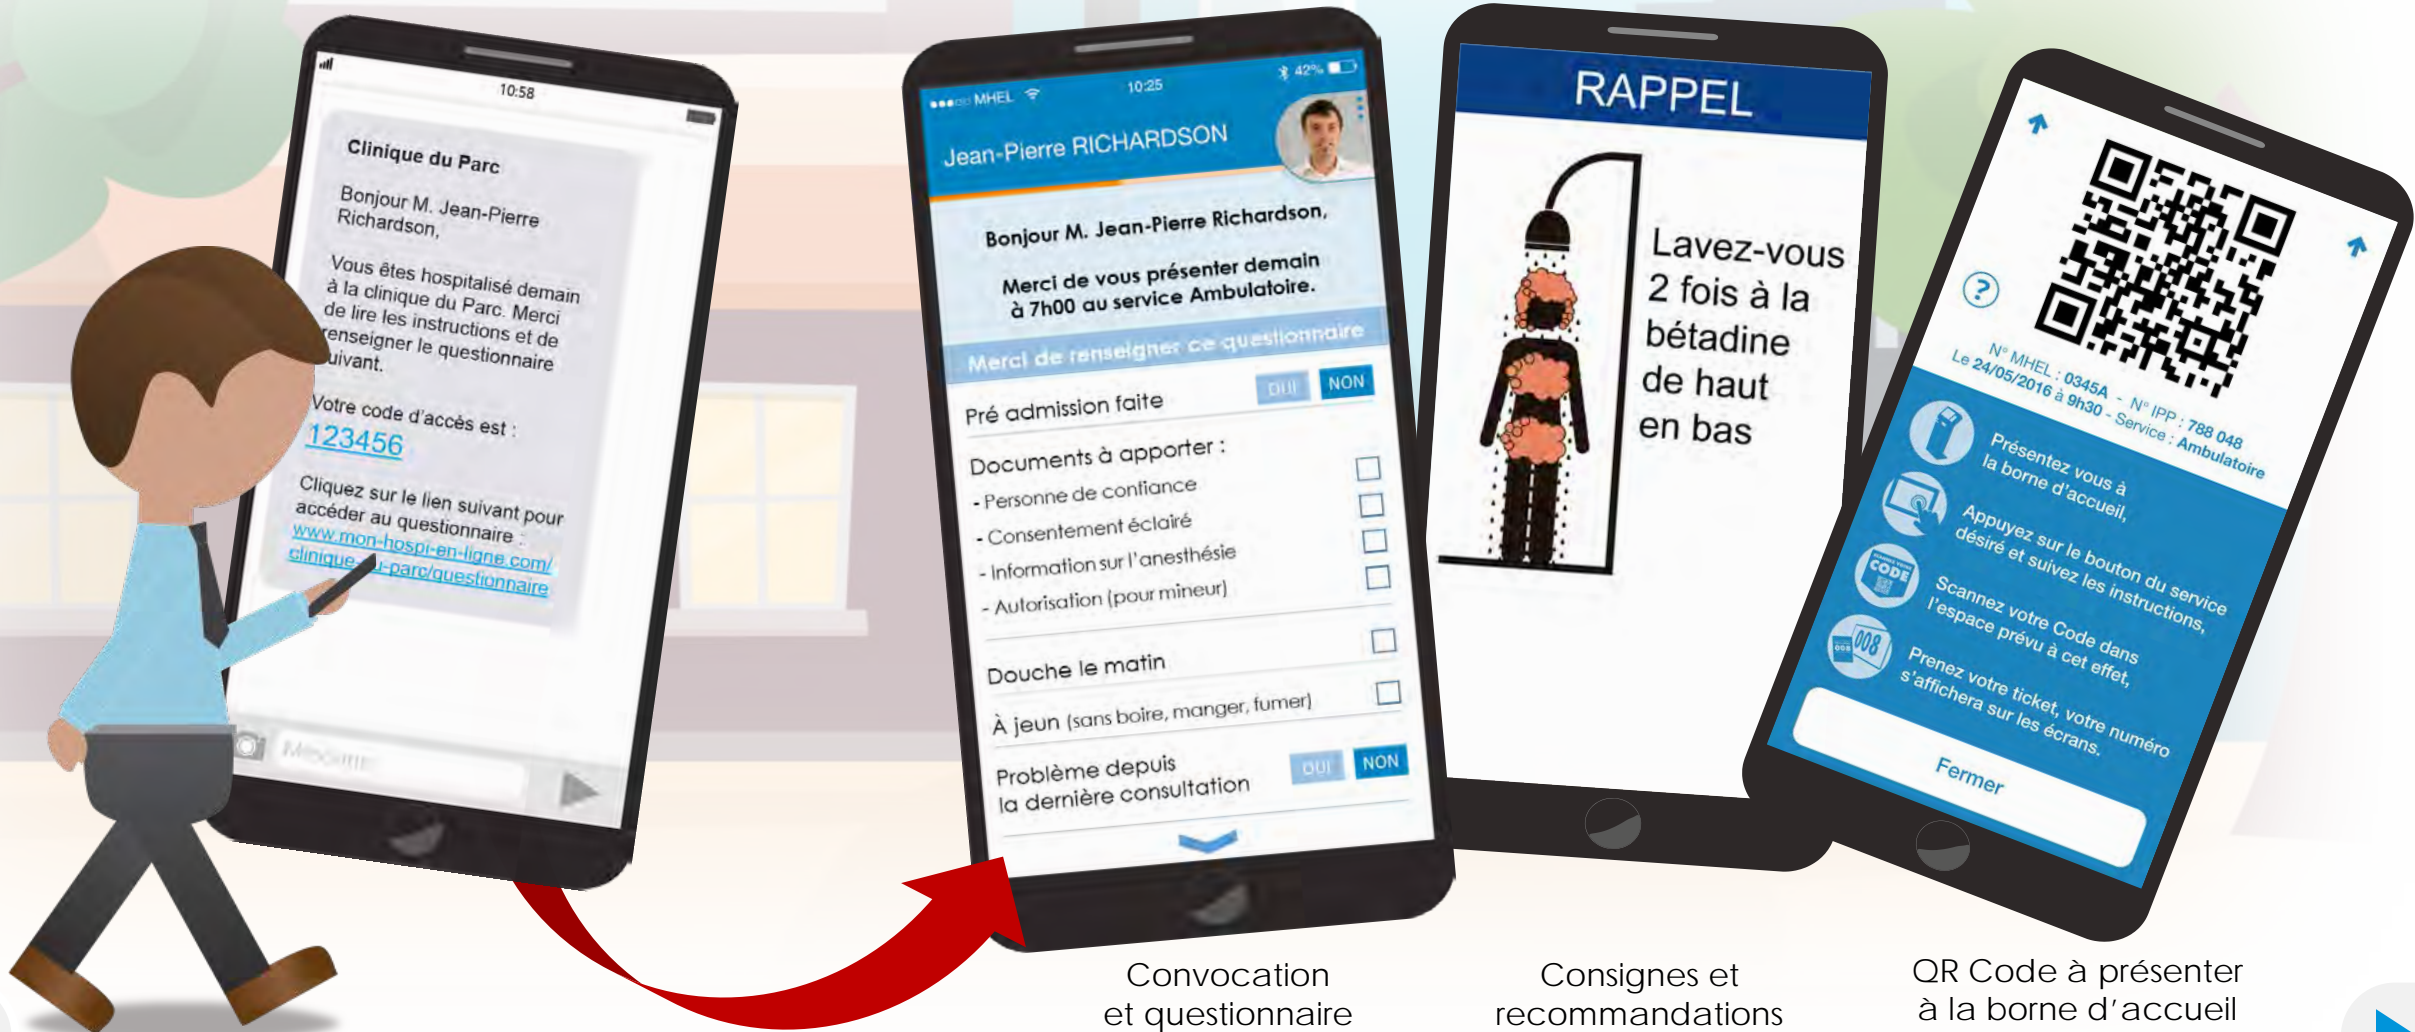 10:58
Clinique du Parc
Bonjour M. Jean-Pierre
Richardson,
Vous êtes hospitalisé demain
à la clinique du Parc. Merci
de lire les instructions et de
renseigner le questionnaire
uivant.
Votre code d'accès est :
123456
Cliquez sur le lien suivant pour
accéder au questionnaire :
www.mon-hospi-en-ligne.com/
clinique-du-parc/questionnaire
MHEL
10:25
42%
Jean-Pierre RICHARDSON
Bonjour M. Jean-Pierre Richardson,
Merci de vous présenter demain
à 7h00 au service Ambulatoire.
Merci de renseigner ce questionnaire
Pré admission faite OUI NON
Documents à apporter :
- Personne de confiance
- Consentement éclairé
- Information sur l'anesthésie
- Autorisation (pour mineur)
Douche le matin
À jeun (sans boire, manger, fumer)
Problème depuis
la dernière consultation OUI NON
RAPPEL
Lavez-vous
2 fois à la
bétadine
de haut
en bas
?
N° MHEL : 0345A - N° IPP : 788 048
Le 24/05/2016 à 9h30 - Service : Ambulatoire
Présentez vous à
la borne d'accueil,
Appuyez sur le bouton du service
désiré et suivez les instructions,
CODE
Scannez votre Code dans
l'espace prévu à cet effet,
008
008
Prenez votre ticket, votre numéro
s'affichera sur les écrans.
Fermer
Convocation
et questionnaire
Consignes et
recommandations
QR Code à présenter
à la borne d'accueil